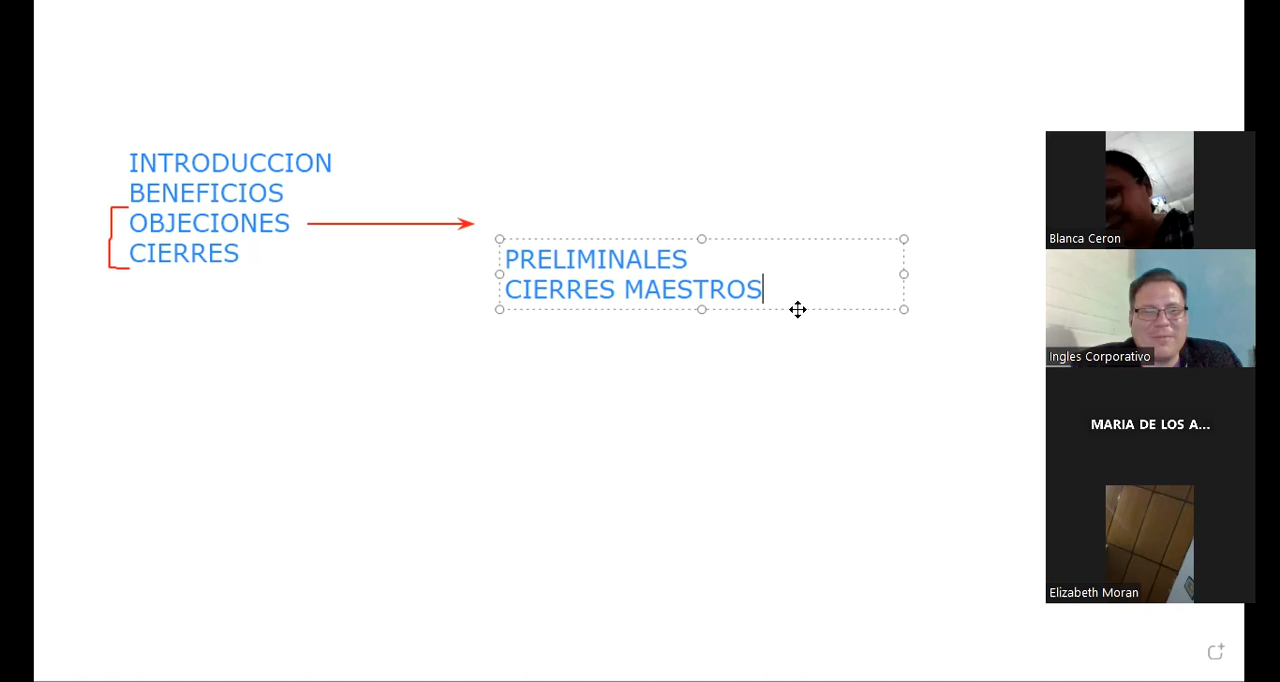 INTRODUCCION
BENEFICIOS
OBJECIONES
CIERRES
PRELIMINALES
CIERRES MAESTROS
Blanca Ceron
Ingles Corporativo
MARIA DE LOS A...
Elizabeth Moran